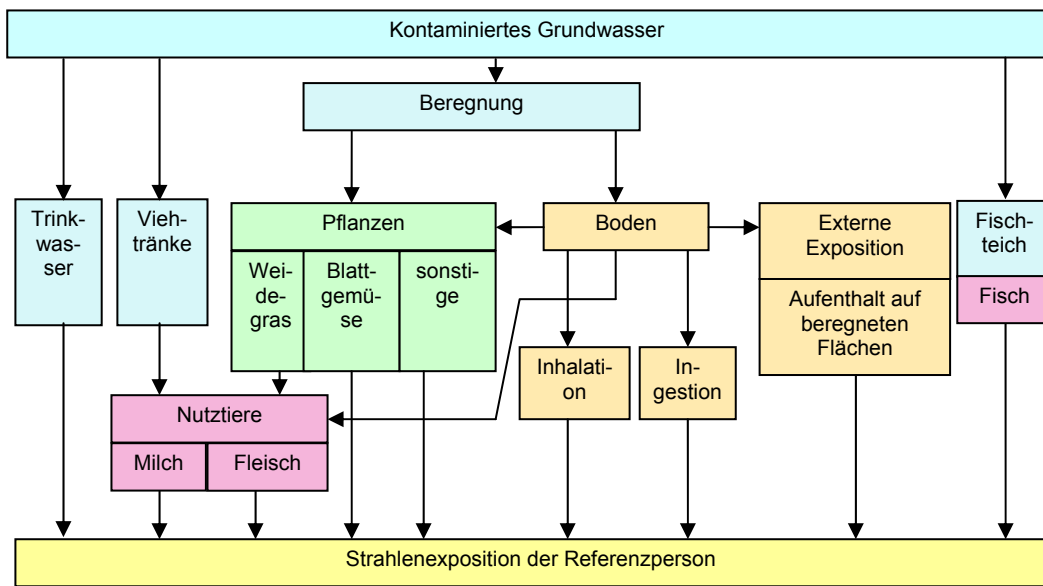 Kontaminiertes Grundwasser
Beregnung
Trink-
was-
ser
Vieh-
tränke
Pflanzen
Wei-
de-
gras
Blatt-
gemü-
se
sonsti-
ge
Boden
Externe
Exposition
Aufenthalt auf
beregneten
Flächen
Fisch-
teich
Fisch
Inhalati-
on
In-
gestion
Nutztiere
Milch
Fleisch
Strahlenexposition der Referenzperson